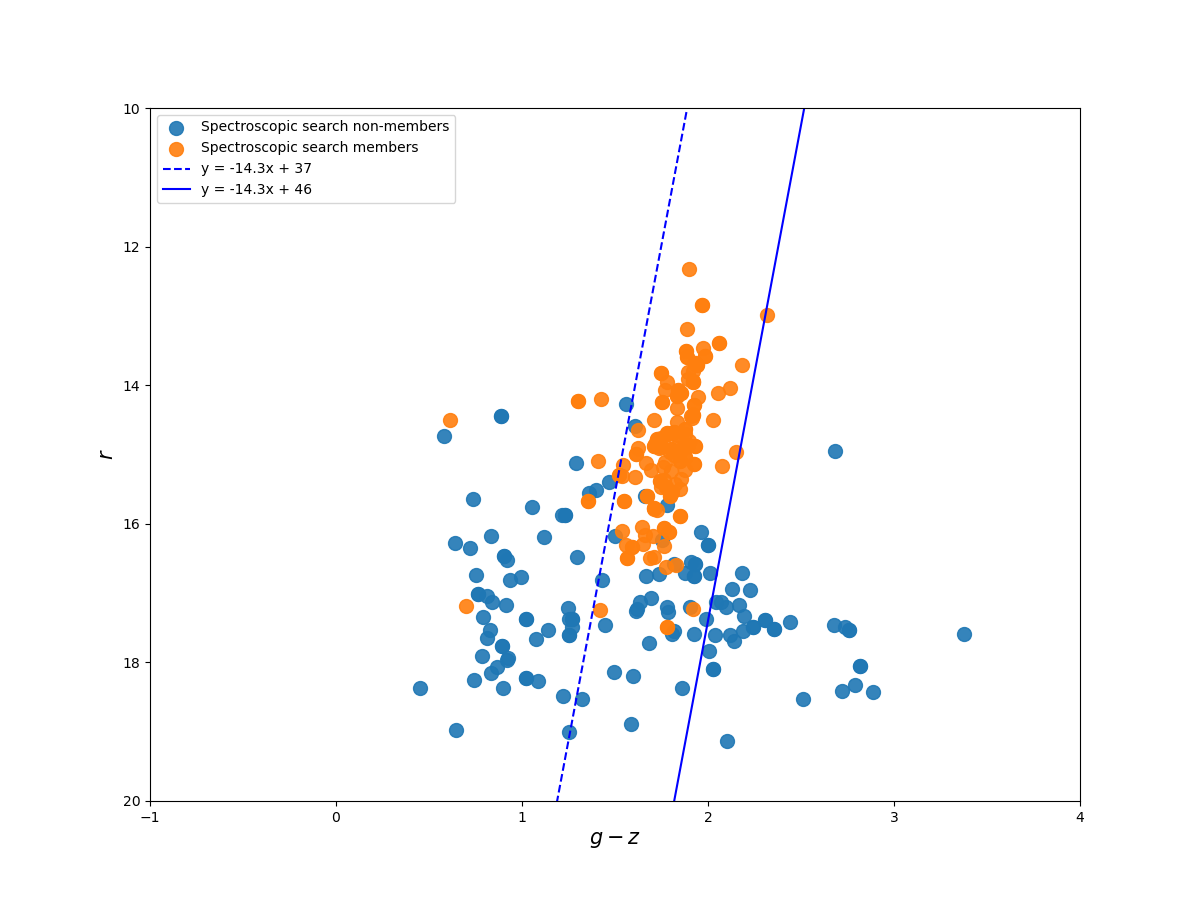 10
12
14
16
18
20
r
Spectroscopic search non-members
Spectroscopic search members
y = -14.3x + 37
y = -14.3x + 46
−1 0 1 2 3 4
g − z